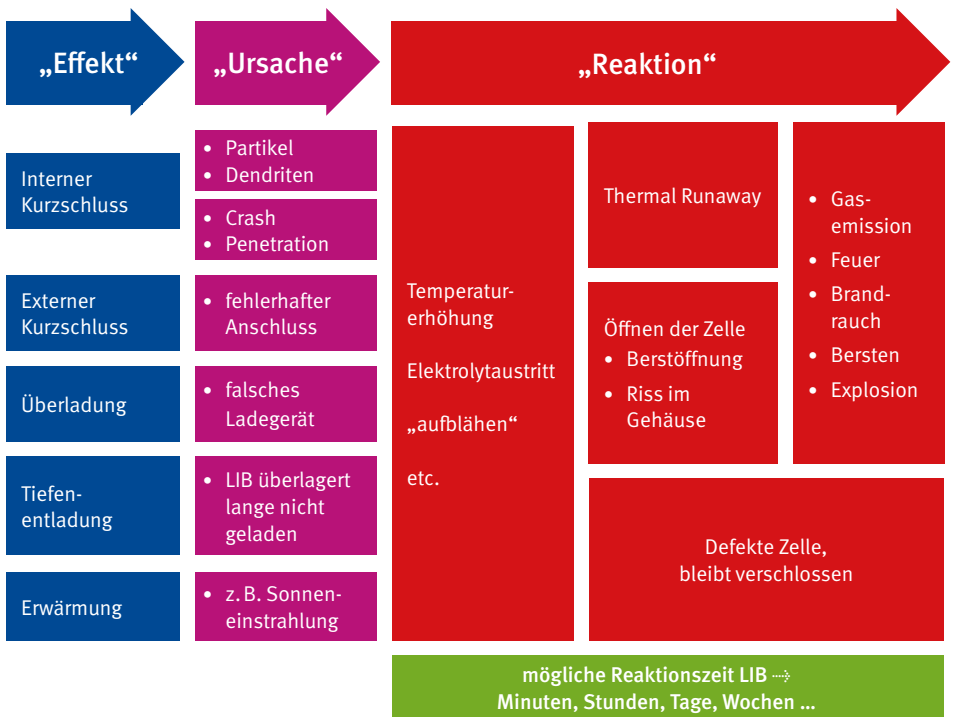 „Effekt“
„Ursache“
„Reaktion“
Interner
Kurzschluss
• Partikel
• Dendriten
• Crash
• Penetration
Externer
Kurzschluss
• fehlerhafter
Anschluss
Überladung
• falsches
Ladegerät
Tiefen-
entladung
• LIB überlagert
lange nicht
geladen
Erwärmung
• z. B. Sonnen-
einstrahlung
Temperatur-
erhöhung
Elektrolytaustritt
„aufblähen“
etc.
Thermal Runaway
Öffnen der Zelle
• Berstöffnung
• Riss im
Gehäuse
• Gas-
emission
• Feuer
• Brand-
rauch
• Bersten
• Explosion
Defekte Zelle,
bleibt verschlossen
mögliche Reaktionszeit LIB ➔
Minuten, Stunden, Tage, Wochen ...